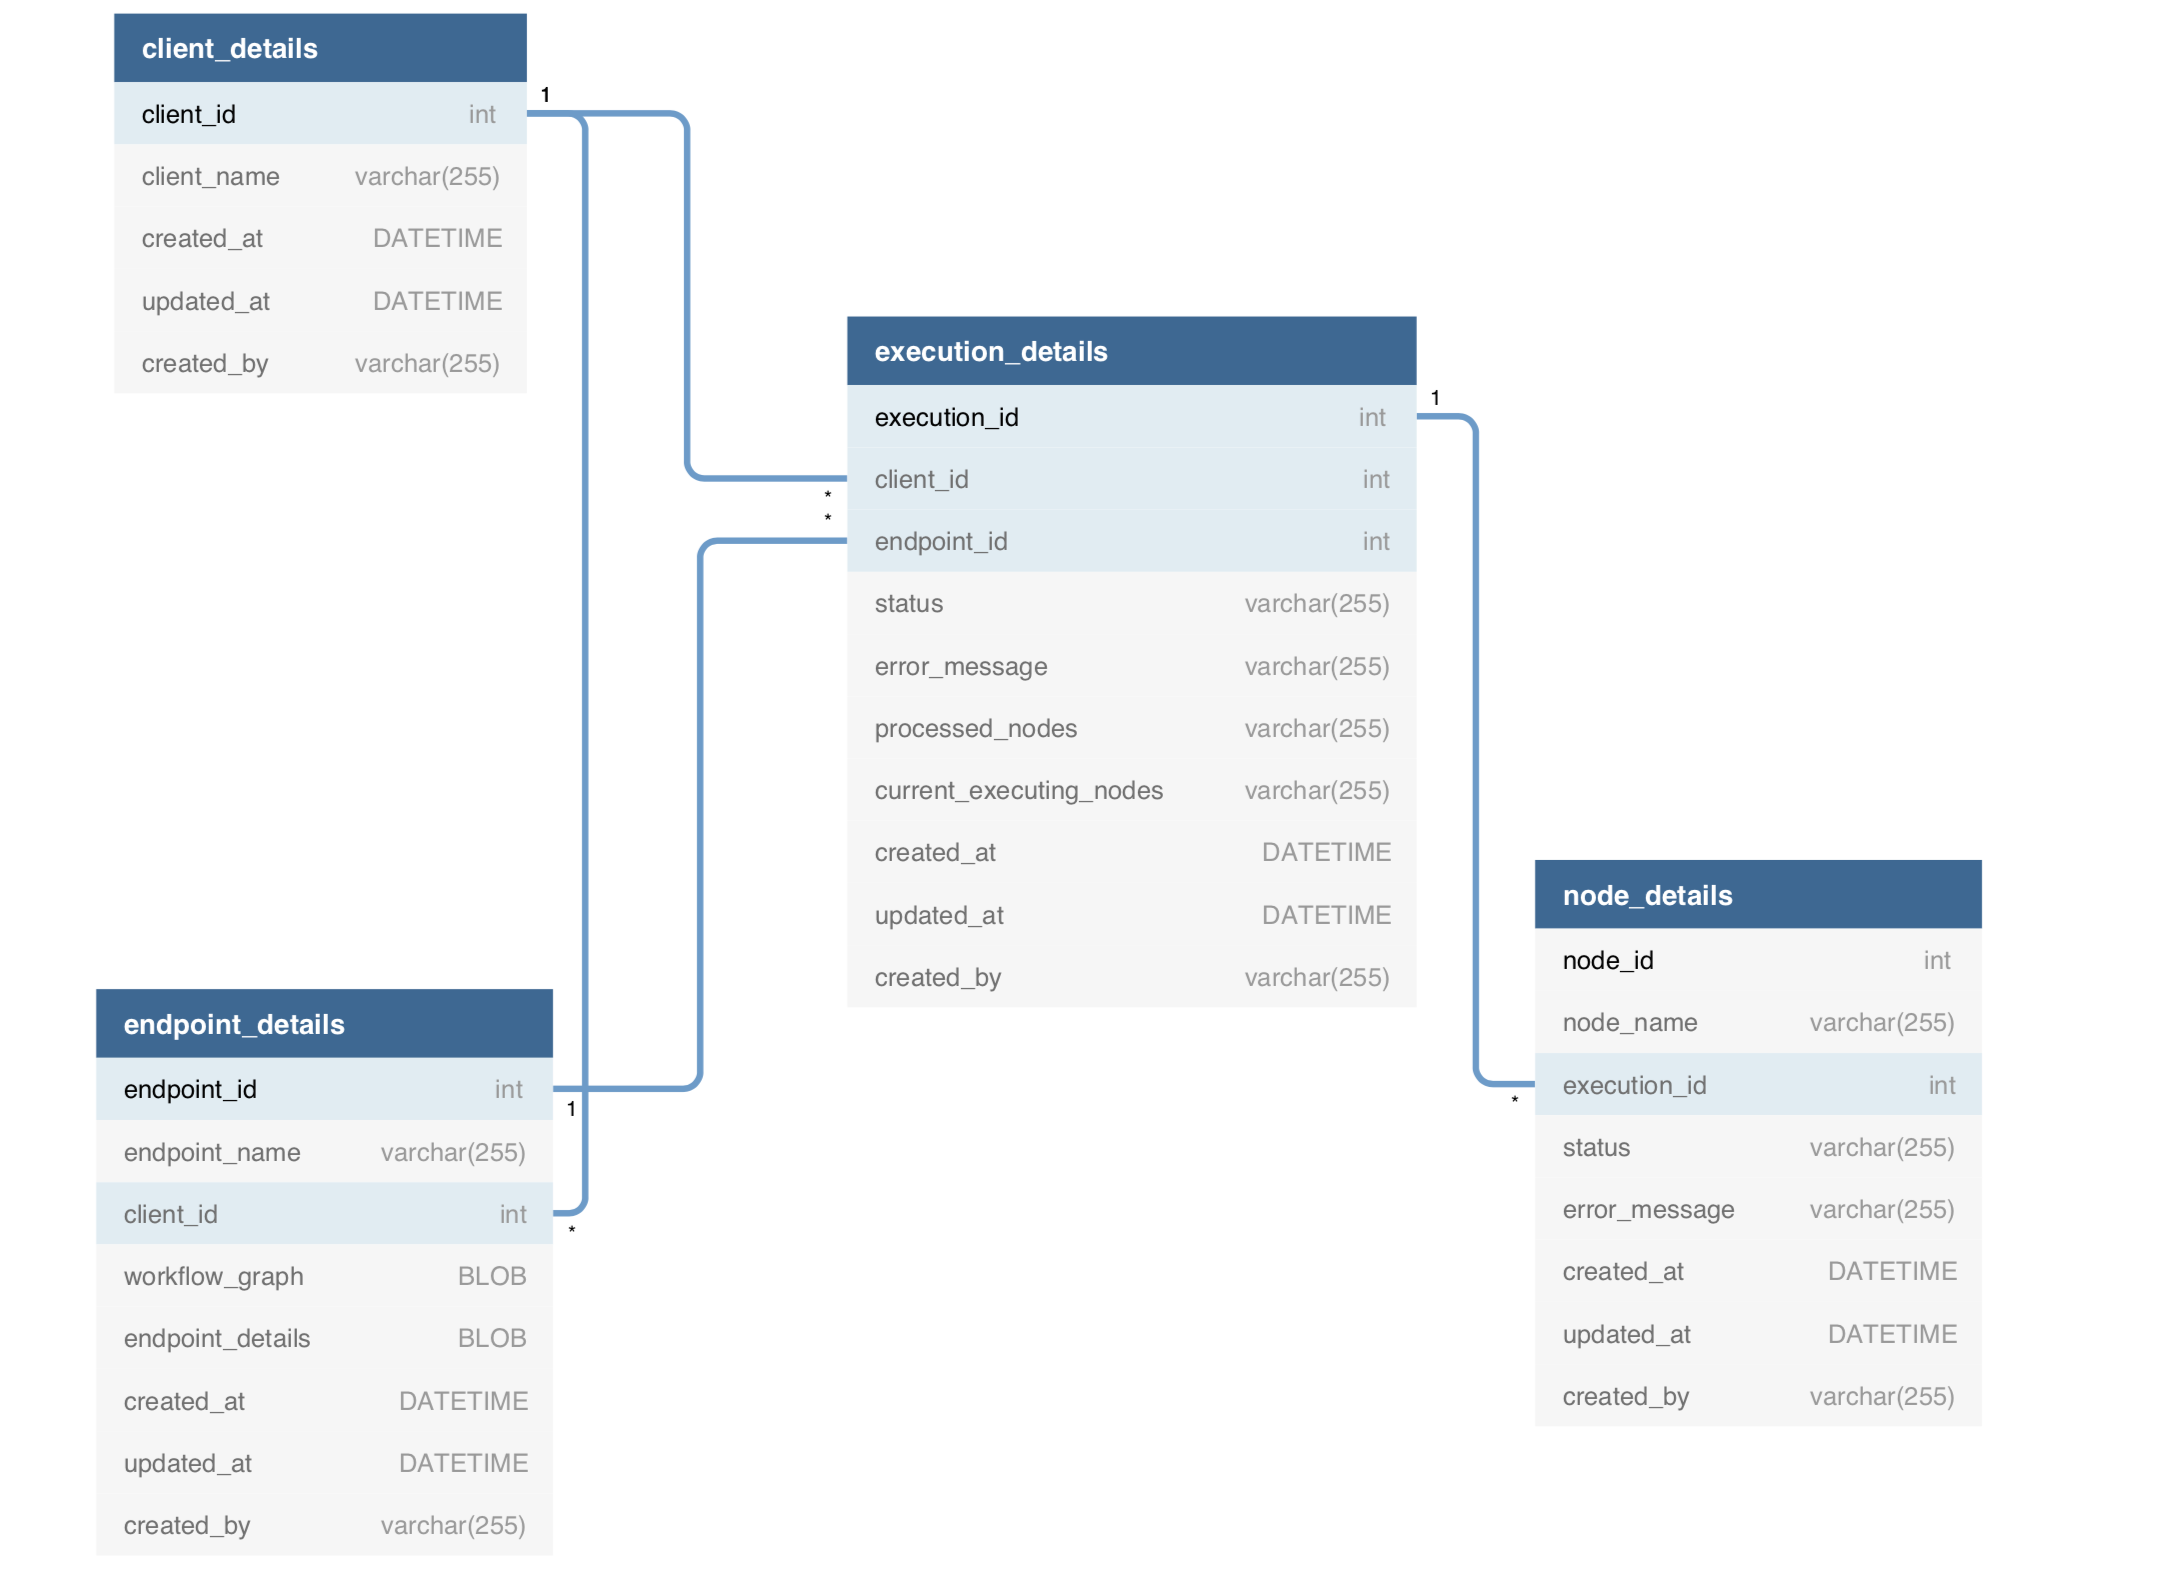 client_details
client_id int
client_name varchar(255)
created_at DATETIME
updated_at DATETIME
created_by varchar(255)
1
execution_details
execution_id int
client_id int
endpoint_id int
status varchar(255)
error_message varchar(255)
processed_nodes varchar(255)
current_executing_nodes varchar(255)
created_at DATETIME
updated_at DATETIME
created_by varchar(255)
1
*
*
endpoint_details
endpoint_id int
endpoint_name varchar(255)
client_id int
workflow_graph BLOB
endpoint_details BLOB
created_at DATETIME
updated_at DATETIME
created_by varchar(255)
1
*
node_details
node_id int
node_name varchar(255)
execution_id int
status varchar(255)
error_message varchar(255)
created_at DATETIME
updated_at DATETIME
created_by varchar(255)
*